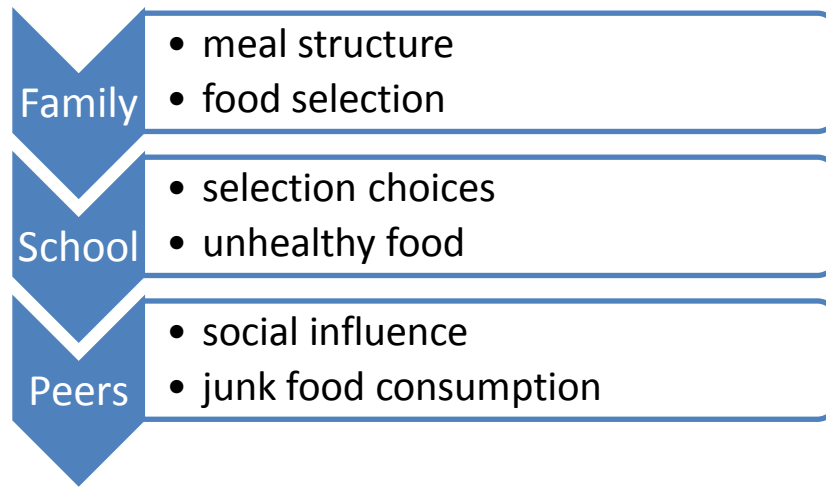 Family
• meal structure
• food selection
School
• selection choices
• unhealthy food
Peers
• social influence
• junk food consumption